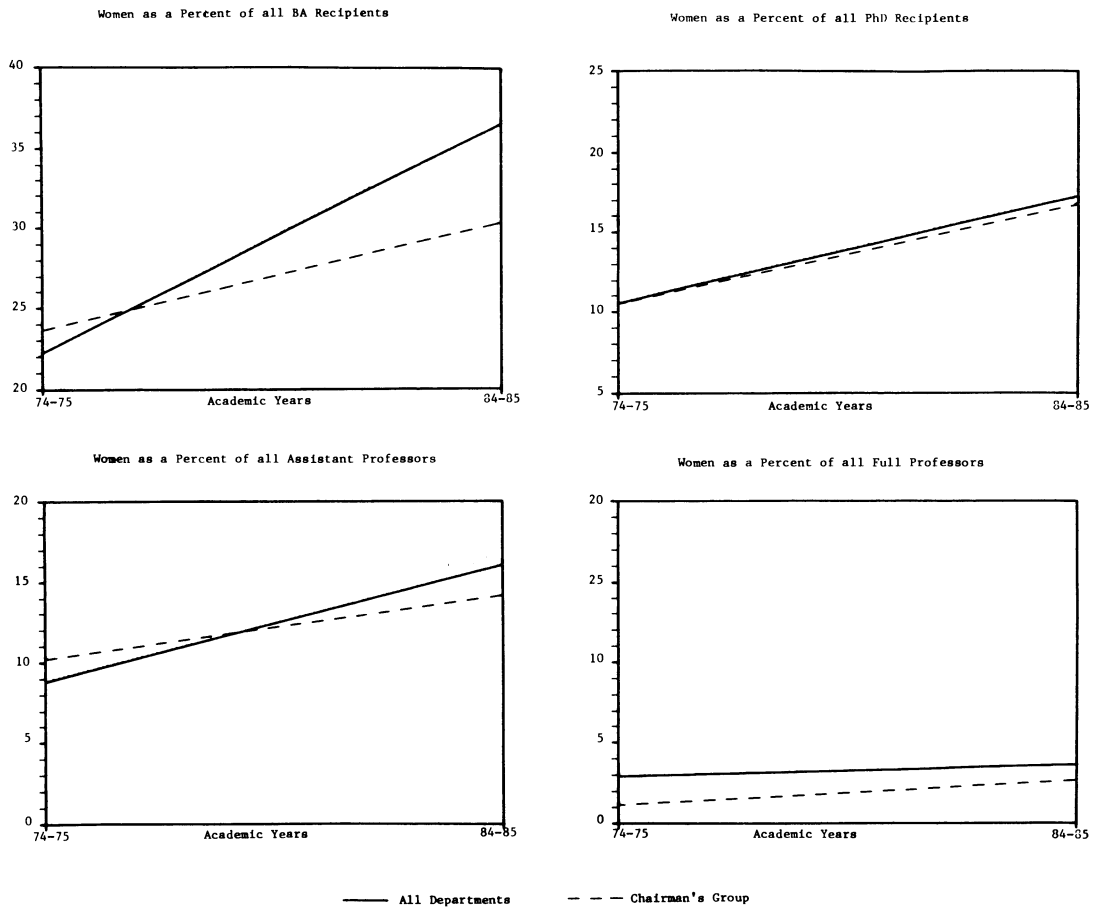 Women as a Percent of all BA Recipients
40
35
30
25
20
74-75
Academic Years
84-85
Women as a Percent of all PhD Recipients
25
20
15
10
5
74-75
Academic Years
84-85
Women as a Percent of all Assistant Professors
20
15
10
5
0
74-75
Academic Years
84-85
Women as a Percent of all Full Professors
20
25
10
5
0
74-75
Academic Years
84-85
All Departments
Chairman's Group